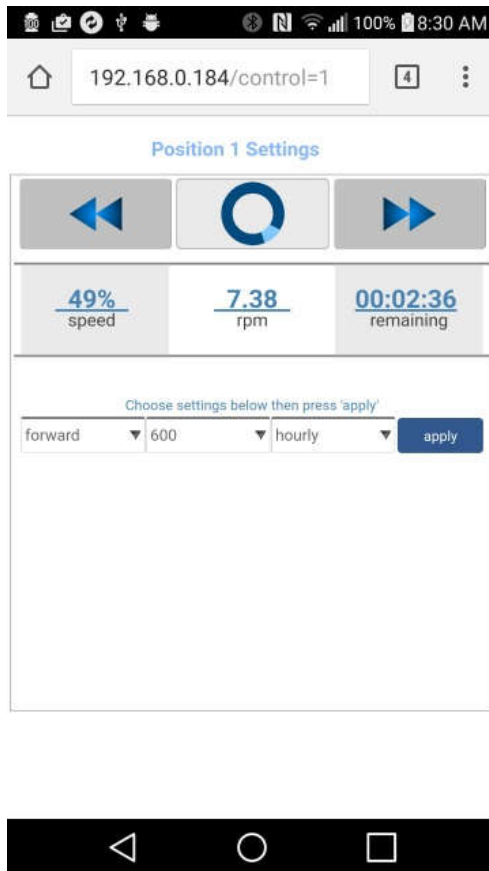 100% 8:30 AM
192.168.0.184/control=1 4
Position 1 Settings
49% 7.38 00:02:36
speed rpm remaining
Choose settings below then press 'apply'
forward 600 hourly apply